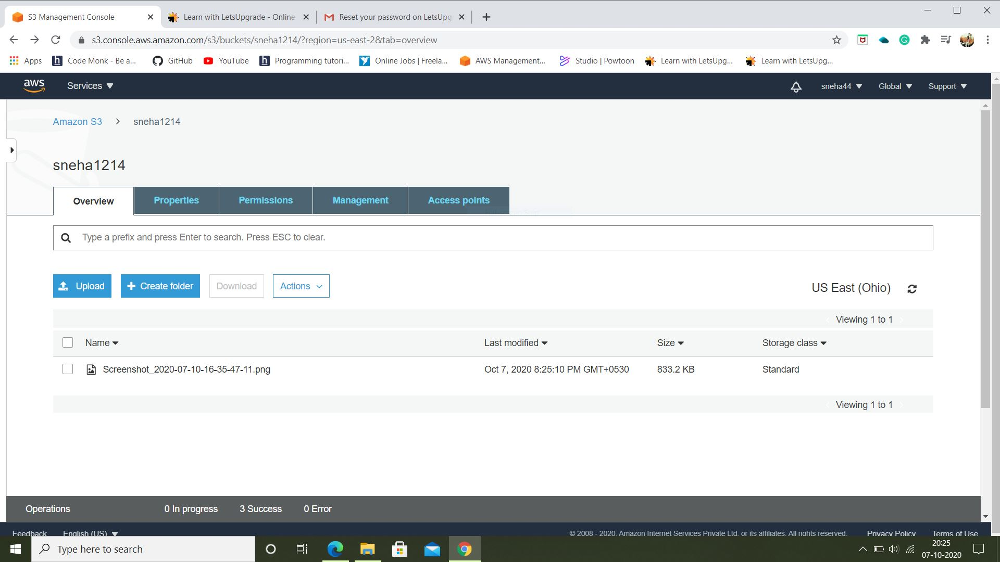 S3 Management Console
Learn with LetsUpgrade - Online
Reset your password on LetsUpg
s3.console.aws.amazon.com/s3/buckets/sneha1214/?region=us-east-2&tab=overview
Apps
Code Monk - Be a...
GitHub
YouTube
Programming tutori...
Online Jobs | Freela...
AWS Management...
Studio | Powtoon
Learn with LetsUpg...
Learn with LetsUpg...
aws
Services
sneha44
Global
Support
Amazon S3 > sneha1214
sneha1214
Overview
Properties
Permissions
Management
Access points
Type a prefix and press Enter to search. Press ESC to clear.
Upload
+ Create folder
Download
Actions
US East (Ohio)
Viewing 1 to 1
Name
Last modified
Size
Storage class
Screenshot_2020-07-10-16-35-47-11.png
Oct 7, 2020 8:25:10 PM GMT+0530
833.2 KB
Standard
Viewing 1 to 1
Operations
0 In progress
3 Success
0 Error
Feedback
English (US)
© 2008 - 2020, Amazon Internet Services Private Ltd. or its affiliates. All rights reserved.
Privacy Policy
Terms of Use
Type here to search
20:25
07-10-2020